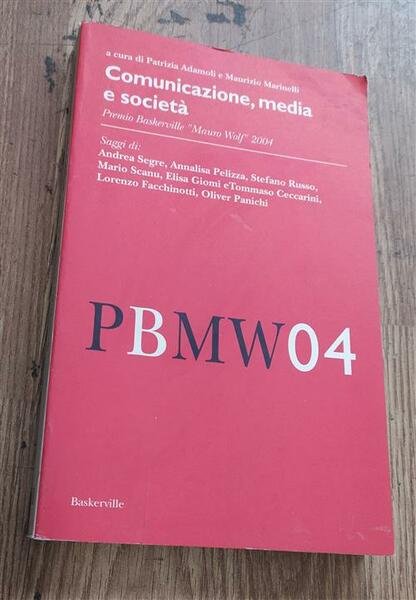 a cura di Patrizia Adamoli e Maurizio Marinelli
Comunicazione, media
e società
Premio Baskerville "Mauro Wolf" 2004
Saggi di:
Andrea Segre, Annalisa Pelizza, Stefano Russo,
Mario Scanu, Elisa Giomi eTommaso Ceccarini,
Lorenzo Facchinotti, Oliver Panichi
PBMW04
Baskerville